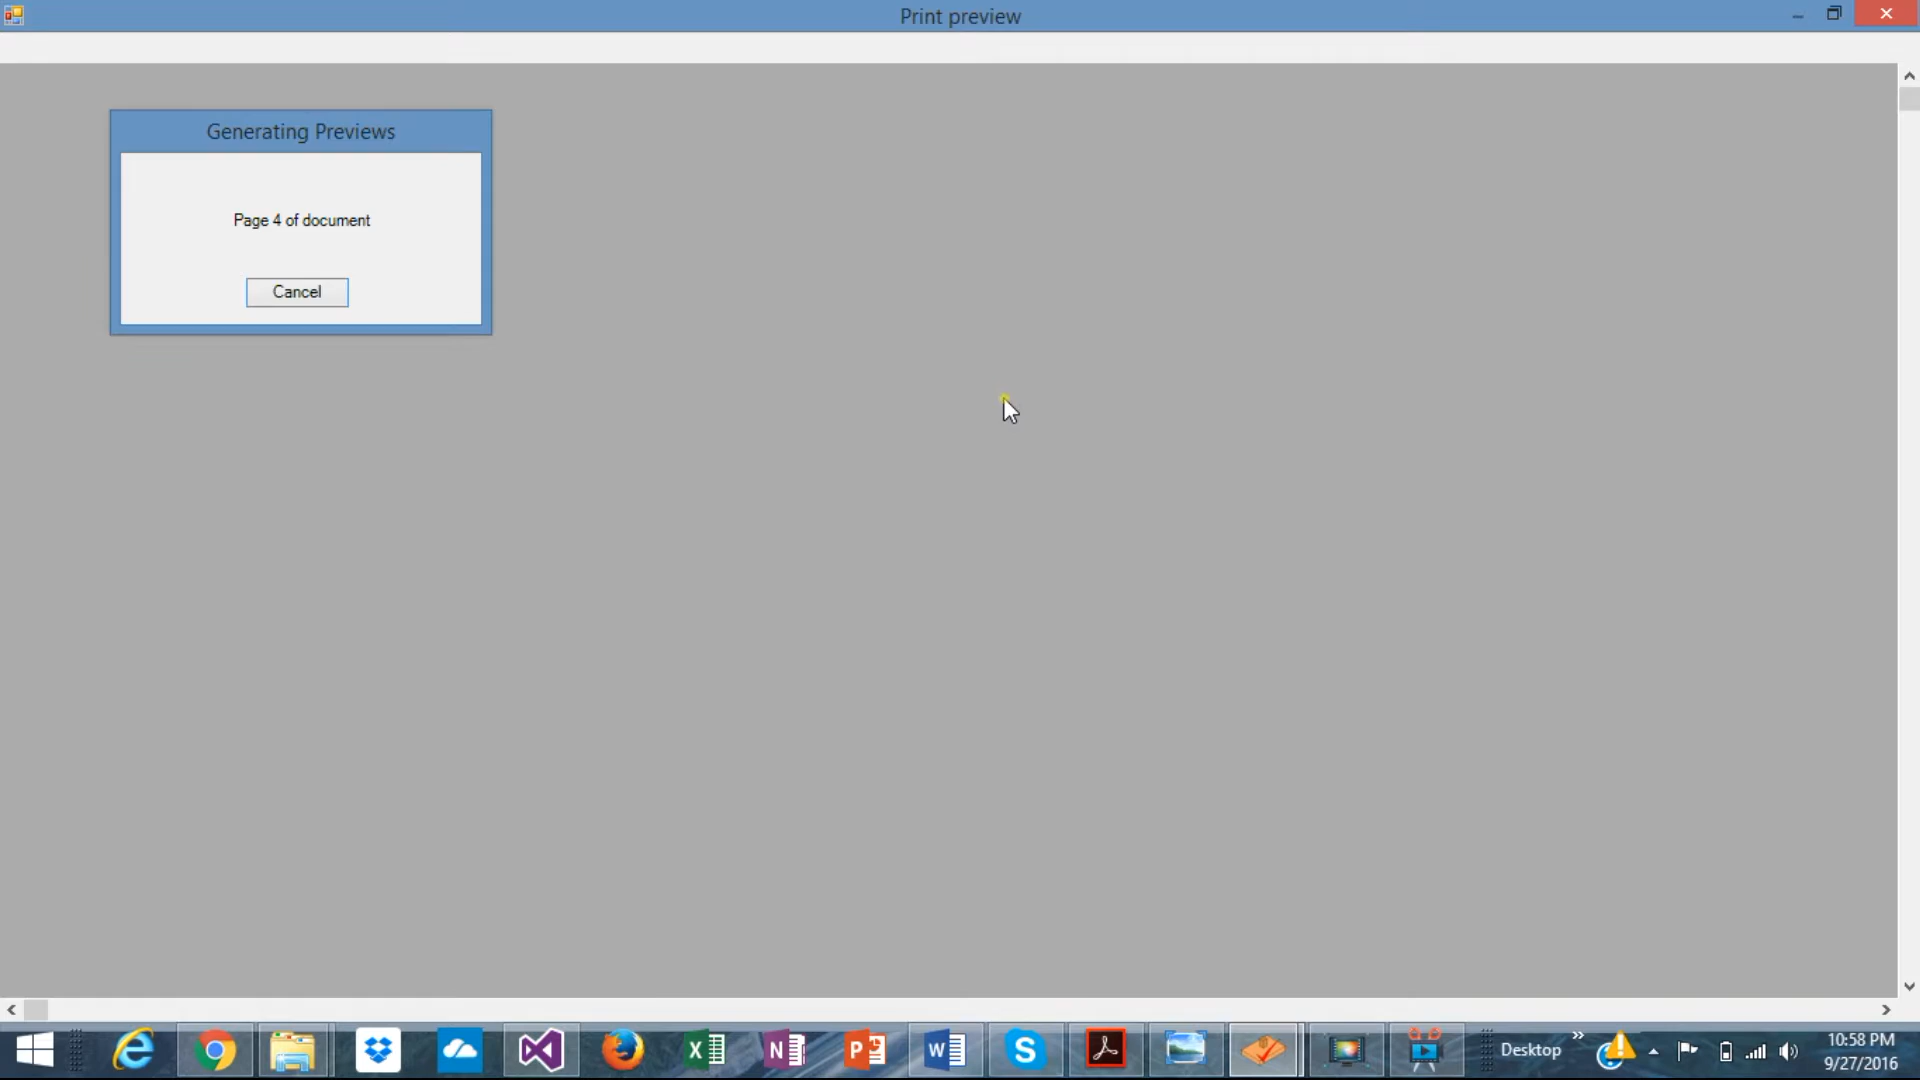 Print preview
Generating Previews
Page 4 of document
Cancel
Desktop
10:58 PM
9/27/2016